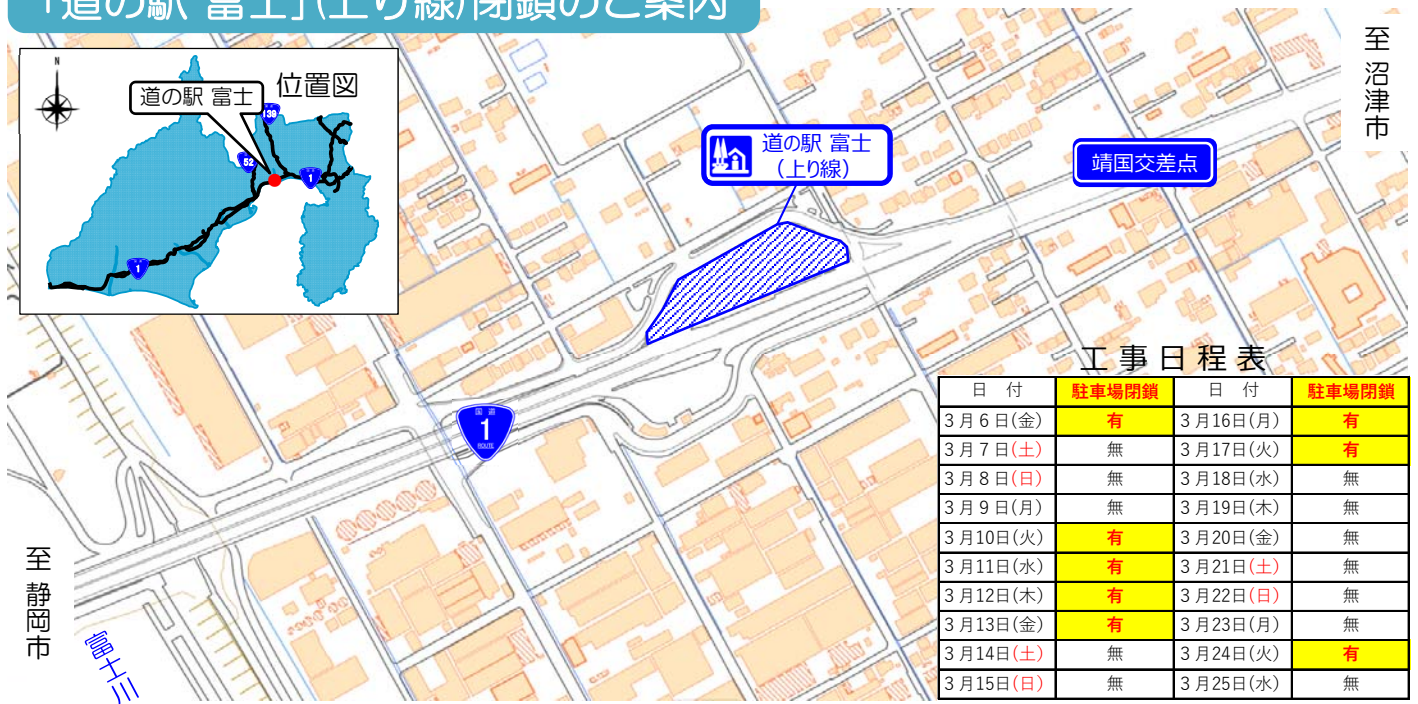 「道の駅 富士」(上り線)閉鎖のご案内
至 沼津市
N
位置図
道の駅 富士
139
52
1
1
道の駅 富士
(上り線)
靖国交差点
国道
1
ROUTE
至 静岡市
富士川
工事日程表
日 付 駐車場閉鎖 日 付 駐車場閉鎖
3月6日(金) 有 3月16日(月) 有
3月7日(土) 無 3月17日(火) 有
3月8日(日) 無 3月18日(水) 無
3月9日(月) 無 3月19日(木) 無
3月10日(火) 有 3月20日(金) 無
3月11日(水) 有 3月21日(土) 無
3月12日(木) 有 3月22日(日) 無
3月13日(金) 有 3月23日(月) 無
3月14日(土) 無 3月24日(火) 有
3月15日(日) 無 3月25日(水) 無